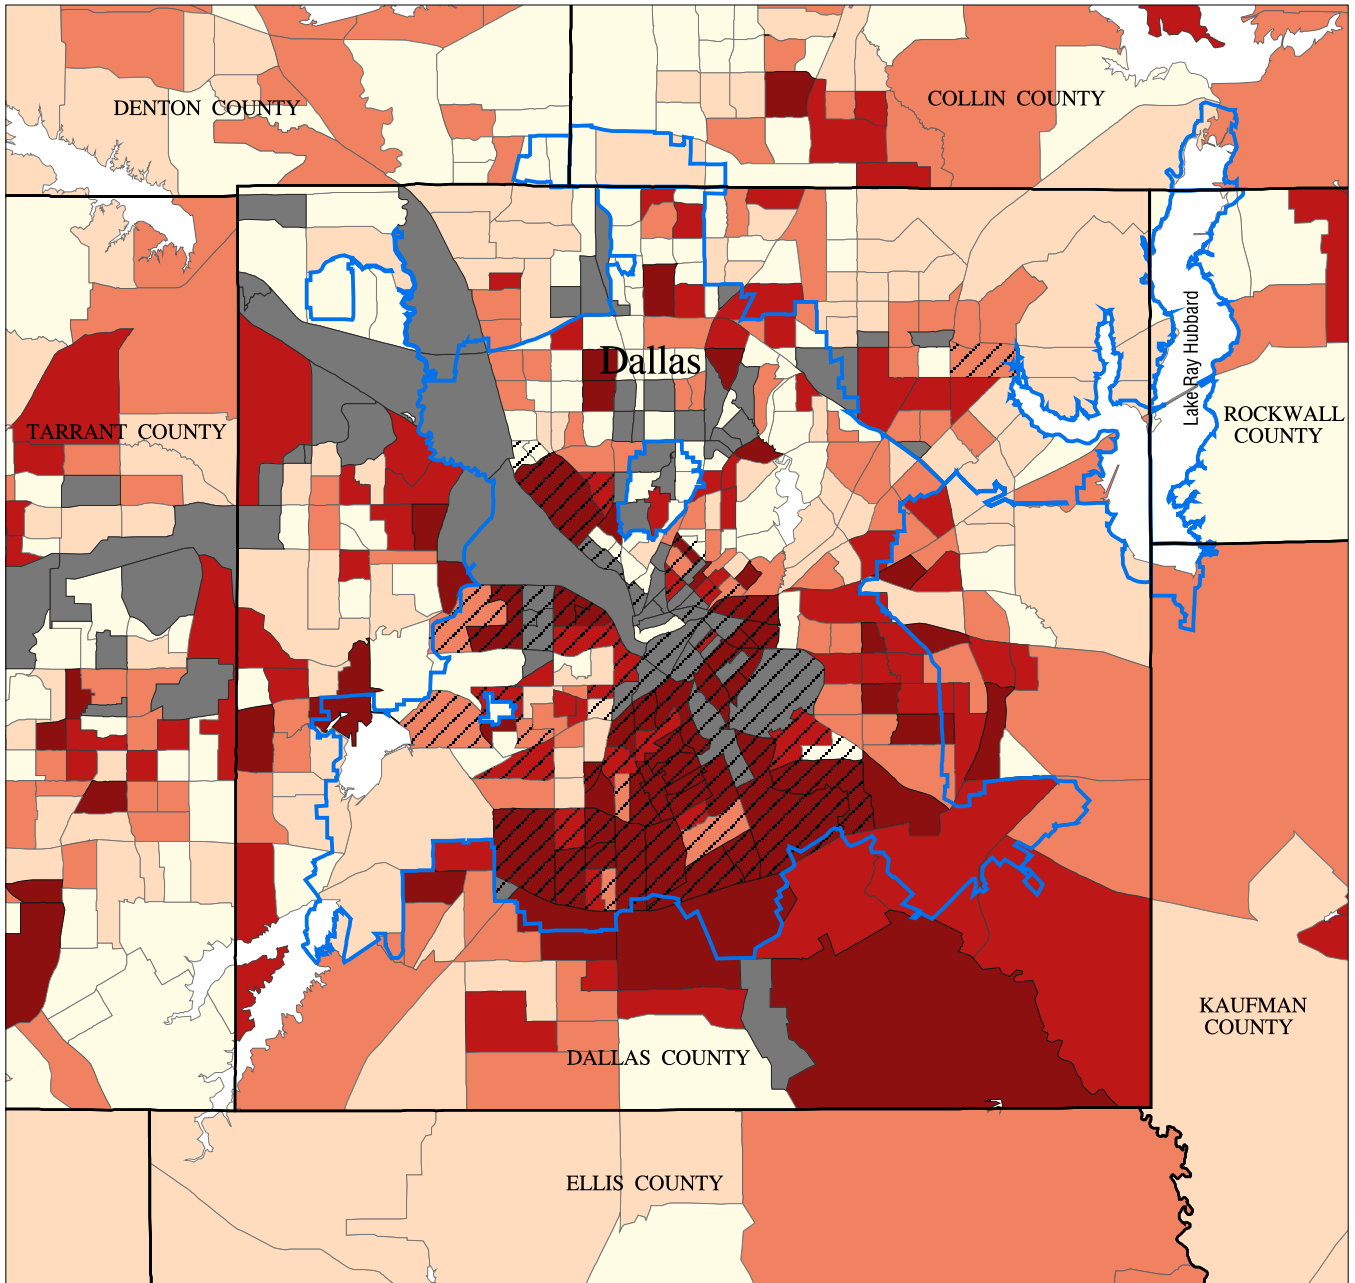 DENTON COUNTY
COLLIN COUNTY
Dallas
Lake Ray Hubbard
TARRANT COUNTY
ROCKWALL
COUNTY
KAUFMAN
COUNTY
DALLAS COUNTY
ELLIS COUNTY